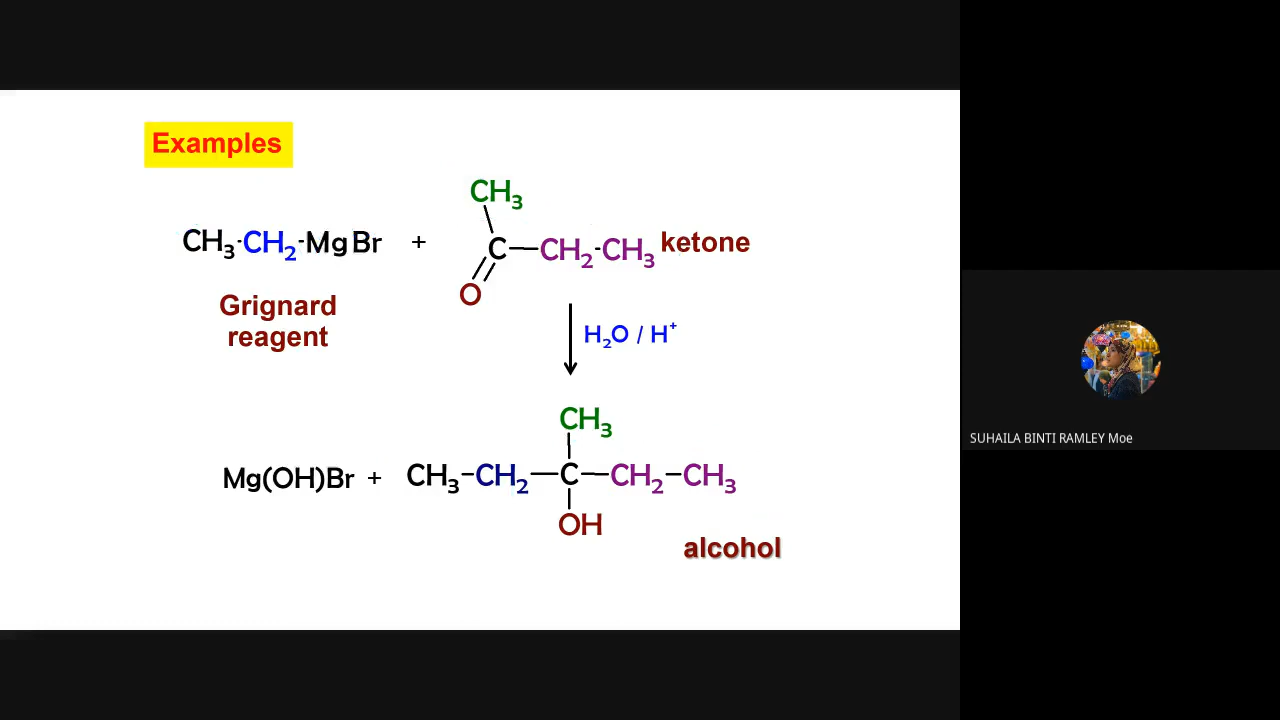 Examples
CH₃
CH₃-CH₂-MgBr + C—CH₂-CH₃ ketone
O
Grignard
reagent
H₂O / H⁺
CH₃
Mg(OH)Br + CH₃-CH₂—C—CH₂-CH₃
OH
alcohol
SUHAILA BINTI RAMLEY Moe